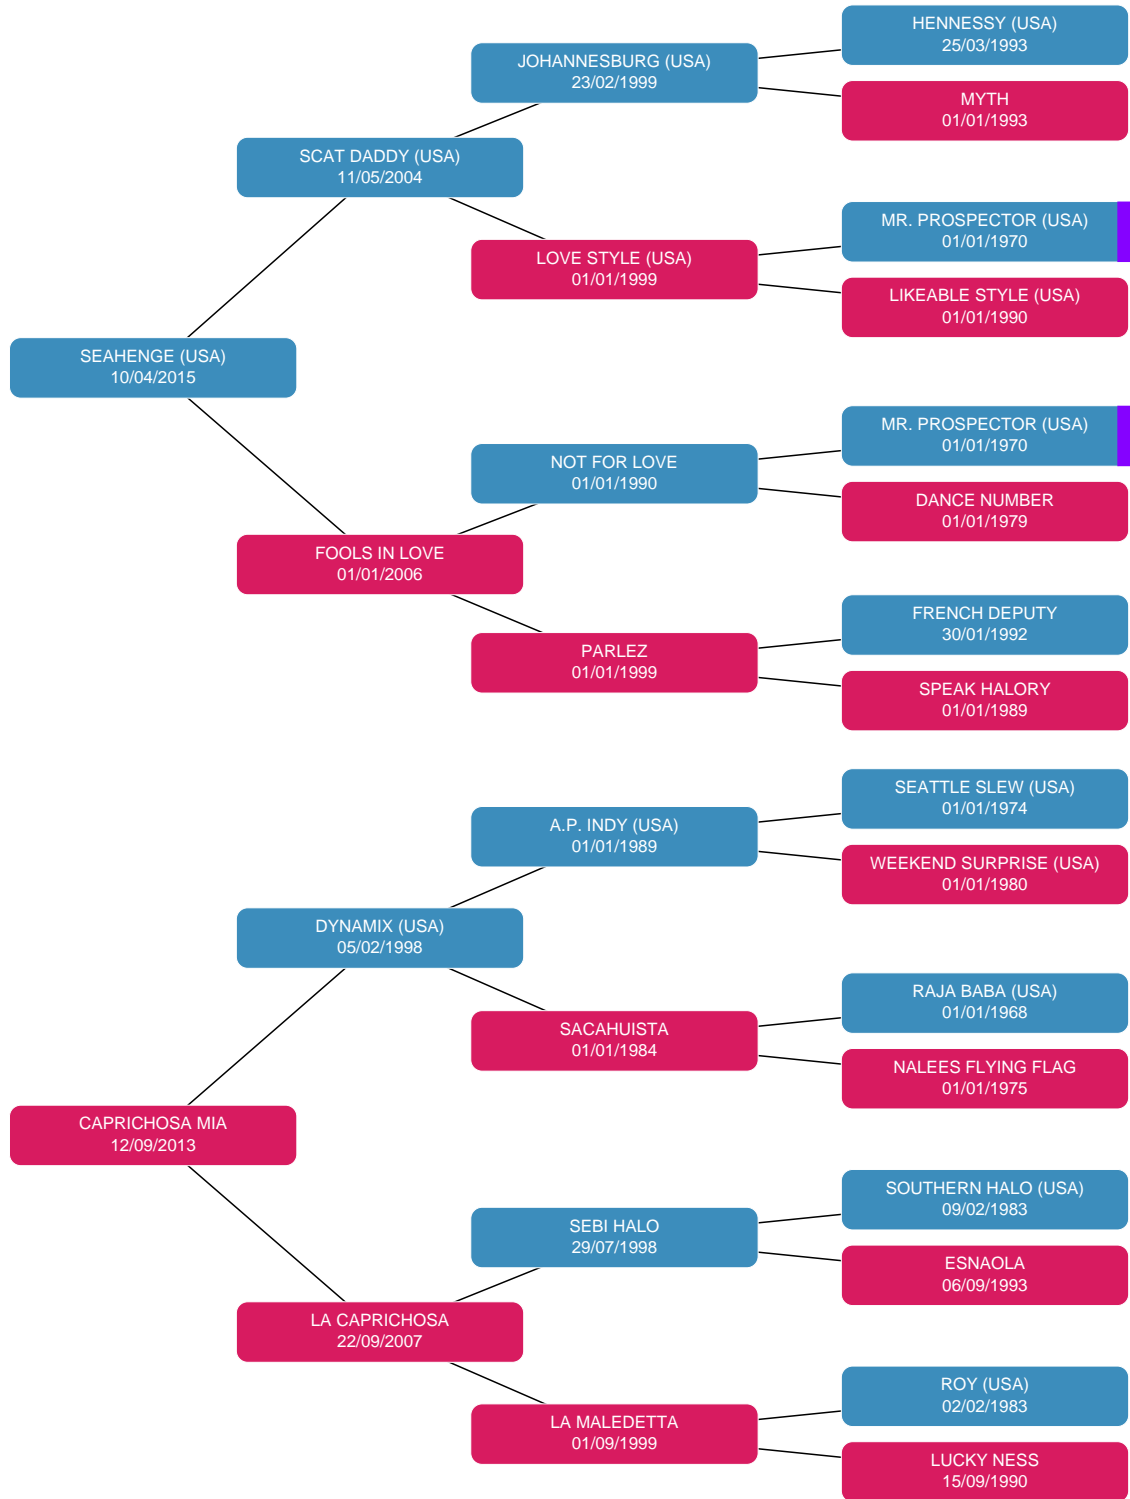 HENNESSY (USA)
25/03/1993
JOHANNESBURG (USA)
23/02/1999
MYTH
01/01/1993
SCAT DADDY (USA)
11/05/2004
MR. PROSPECTOR (USA)
01/01/1970
LOVE STYLE (USA)
01/01/1999
LIKEABLE STYLE (USA)
01/01/1990
SEAHENGE (USA)
10/04/2015
MR. PROSPECTOR (USA)
01/01/1970
NOT FOR LOVE
01/01/1990
DANCE NUMBER
01/01/1979
FOOLS IN LOVE
01/01/2006
FRENCH DEPUTY
30/01/1992
PARLEZ
01/01/1999
SPEAK HALORY
01/01/1989
SEATTLE SLEW (USA)
01/01/1974
A.P. INDY (USA)
01/01/1989
WEEKEND SURPRISE (USA)
01/01/1980
DYNAMIX (USA)
05/02/1998
RAJA BABA (USA)
01/01/1968
SACAHUISTA
01/01/1984
NALEES FLYING FLAG
01/01/1975
CAPRICHOSA MIA
12/09/2013
SOUTHERN HALO (USA)
09/02/1983
SEBI HALO
29/07/1998
ESNAOLA
06/09/1993
LA CAPRICHOSA
22/09/2007
ROY (USA)
02/02/1983
LA MALEDETTA
01/09/1999
LUCKY NESS
15/09/1990